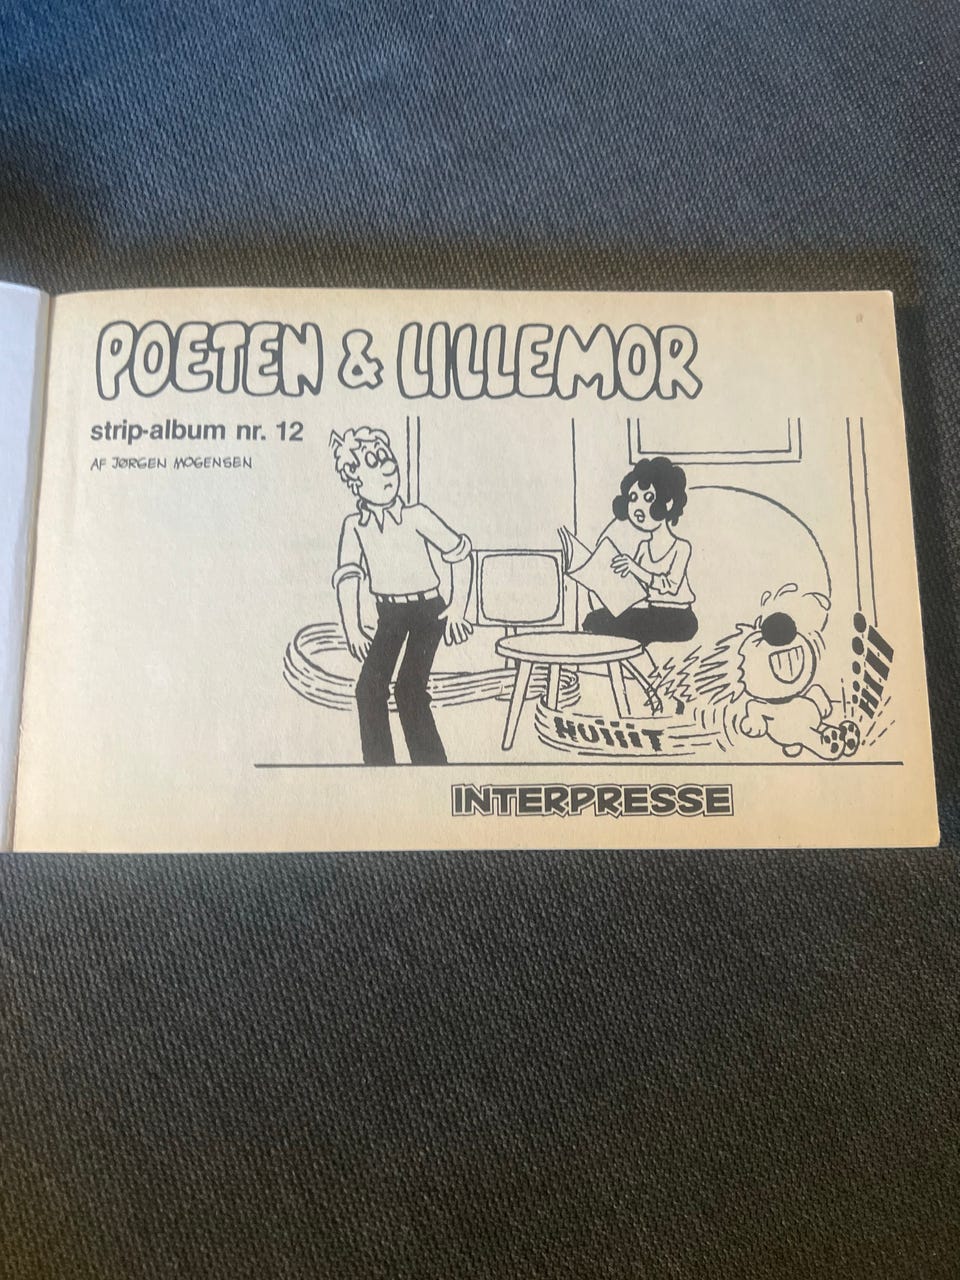 POETEN & LILLEMOR
strip-album nr. 12
AF JØRGEN MOGENSEN
HUiiiT
INTERPRESSE